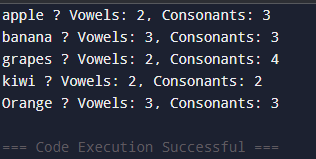 apple ? Vowels: 2, Consonants: 3
banana ? Vowels: 3, Consonants: 3
grapes ? Vowels: 2, Consonants: 4
kiwi ? Vowels: 2, Consonants: 2
Orange ? Vowels: 3, Consonants: 3
=== Code Execution Successful ===